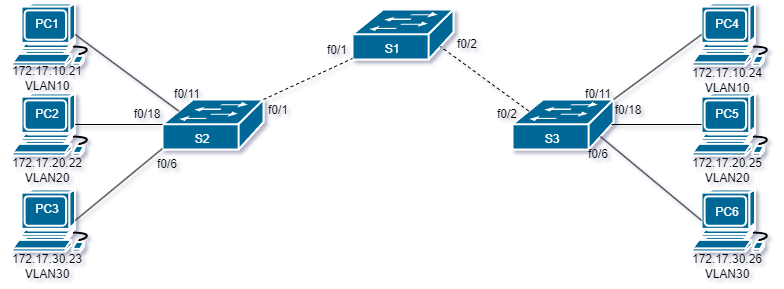 PC1
172.17.10.21
VLAN10
PC2
172.17.20.22
VLAN20
PC3
172.17.30.23
VLAN30
f0/11
f0/18
f0/6
S2
f0/1
f0/1
S1
f0/2
f0/2
S3
f0/11
f0/18
f0/6
PC4
172.17.10.24
VLAN10
PC5
172.17.20.25
VLAN20
PC6
172.17.30.26
VLAN30